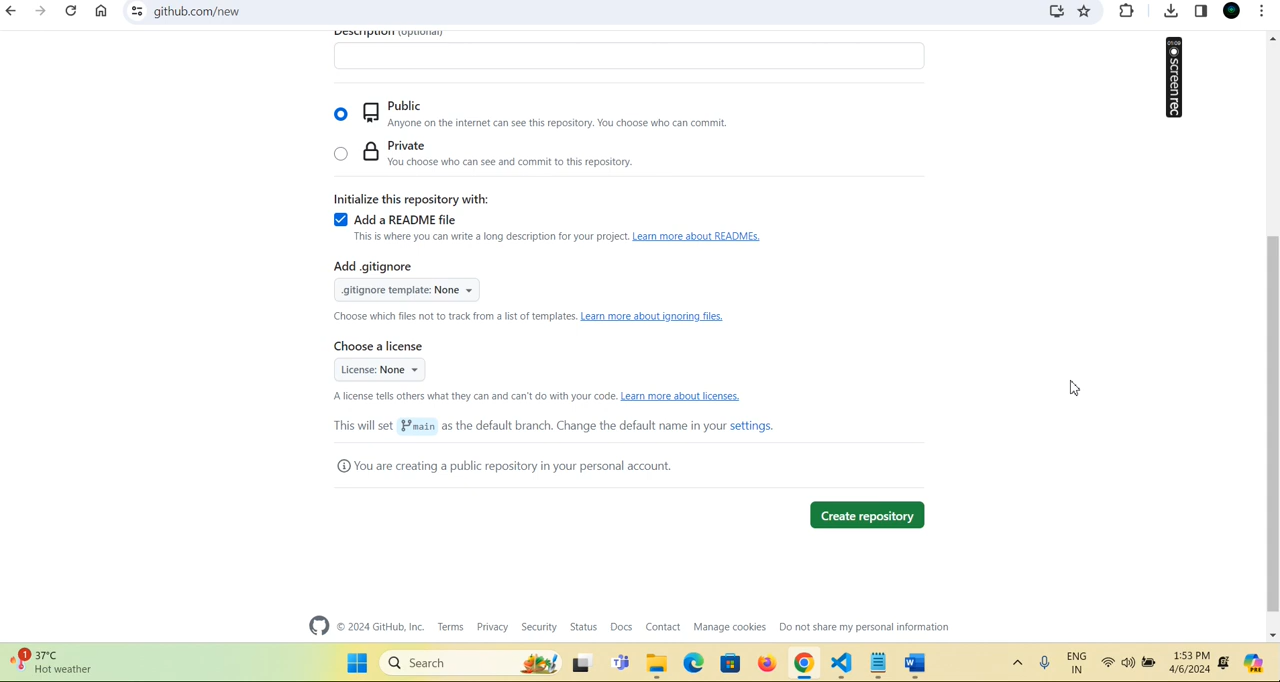 github.com/new
Description (optional)
01:09
screenrec
Public
Anyone on the internet can see this repository. You choose who can commit.
Private
You choose who can see and commit to this repository.
Initialize this repository with:
Add a README file
This is where you can write a long description for your project. Learn more about READMEs.
Add .gitignore
.gitignore template: None
Choose which files not to track from a list of templates. Learn more about ignoring files.
Choose a license
License: None
A license tells others what they can and can't do with your code. Learn more about licenses.
This will set main as the default branch. Change the default name in your settings.
You are creating a public repository in your personal account.
Create repository
© 2024 GitHub, Inc. Terms Privacy Security Status Docs Contact Manage cookies Do not share my personal information
1
37°C
Hot weather
Search
ENG
IN
1:53 PM
4/6/2024
PRE